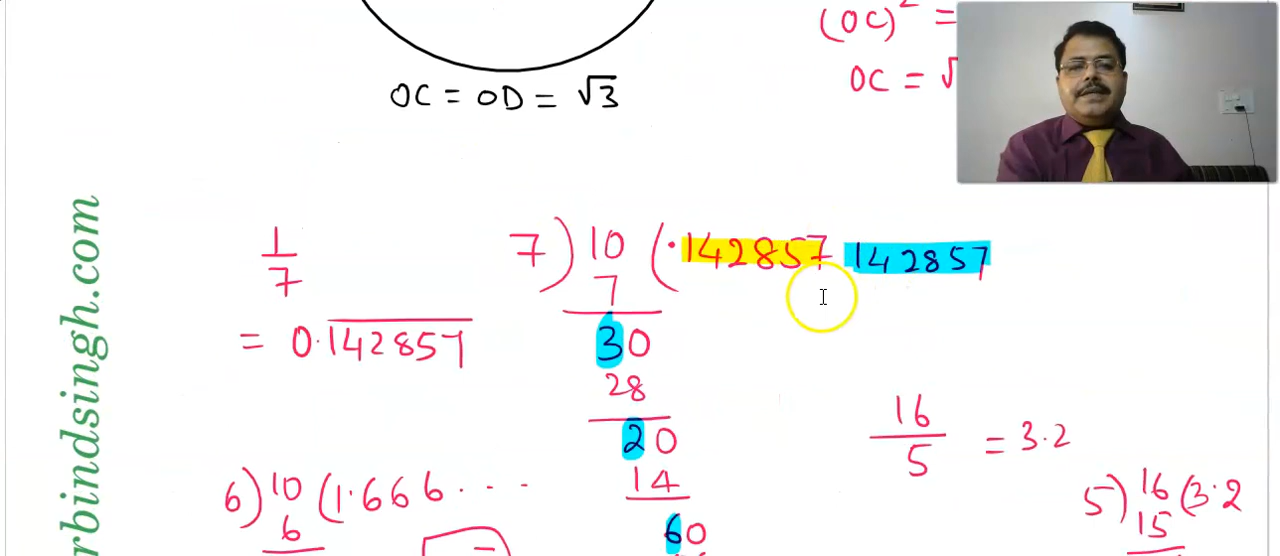 (OC)² =
OC = √
OC = OD = √3
rbindsingh.com
1/7
= 0.142857
7)10(.142857 142857
7
30
28
20
14
60
16/5 = 3.2
6)10(1.666...
6
5)16(3.2
15